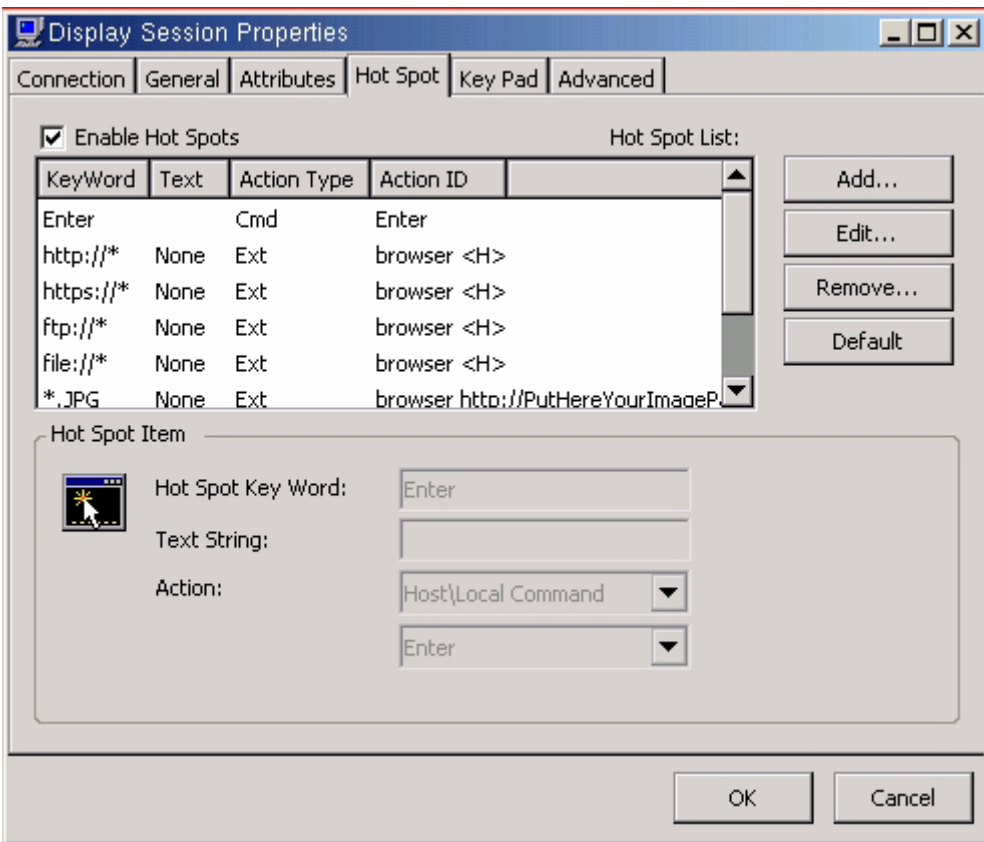 Display Session Properties
Connection General Attributes Hot Spot Key Pad Advanced
Enable Hot Spots Hot Spot List:
KeyWord Text Action Type Action ID
Enter Cmd Enter
http://* None Ext browser <H>
https://* None Ext browser <H>
ftp://* None Ext browser <H>
file://* None Ext browser <H>
*.JPG None Ext browser http://PutHereYourImagePa
Add...
Edit...
Remove...
Default
Hot Spot Item
Hot Spot Key Word: Enter
Text String:
Action: Host\Local Command
Enter
OK Cancel